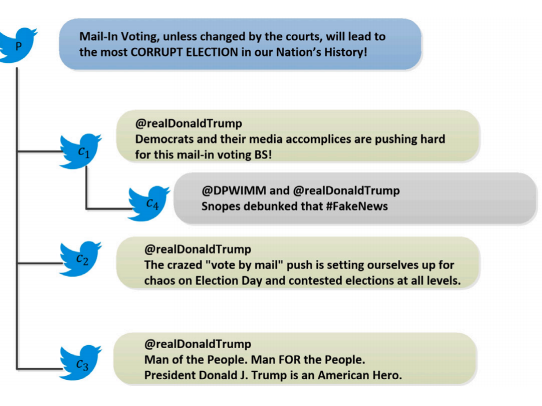 P
Mail-In Voting, unless changed by the courts, will lead to
the most CORRUPT ELECTION in our Nation's History!
c1
@realDonaldTrump
Democrats and their media accomplices are pushing hard
for this mail-in voting BS!
c4
@DPWIMM and @realDonaldTrump
Snopes debunked that #FakeNews
c2
@realDonaldTrump
The crazed "vote by mail" push is setting ourselves up for
chaos on Election Day and contested elections at all levels.
c3
@realDonaldTrump
Man of the People. Man FOR the People.
President Donald J. Trump is an American Hero.